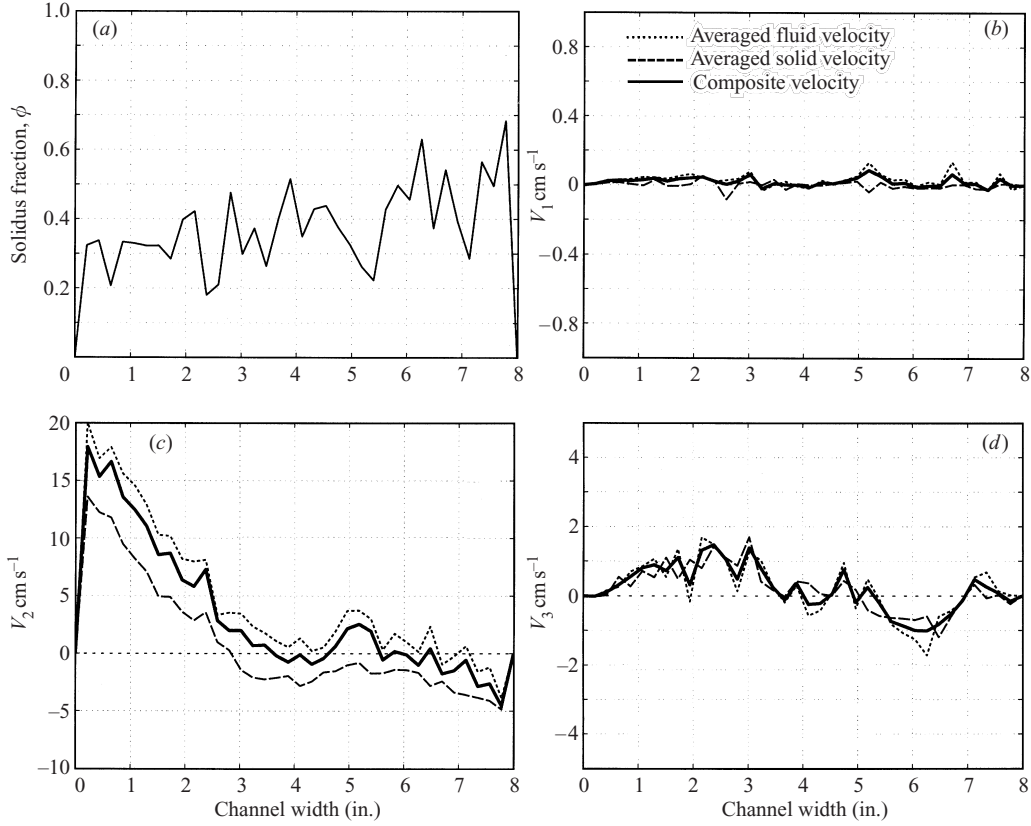 (a)
1.0
0.8
0.6
0.4
0.2
Solidus fraction, ϕ
0 1 2 3 4 5 6 7 8
(b)
Averaged fluid velocity
Averaged solid velocity
Composite velocity
0.8
0.4
0
−0.4
−0.8
V1 cm s−1
0 1 2 3 4 5 6 7 8
(c)
20
15
10
5
0
−5
−10
V2 cm s−1
0 1 2 3 4 5 6 7 8
Channel width (in.)
(d)
4
2
0
−2
−4
V3 cm s−1
0 1 2 3 4 5 6 7 8
Channel width (in.)